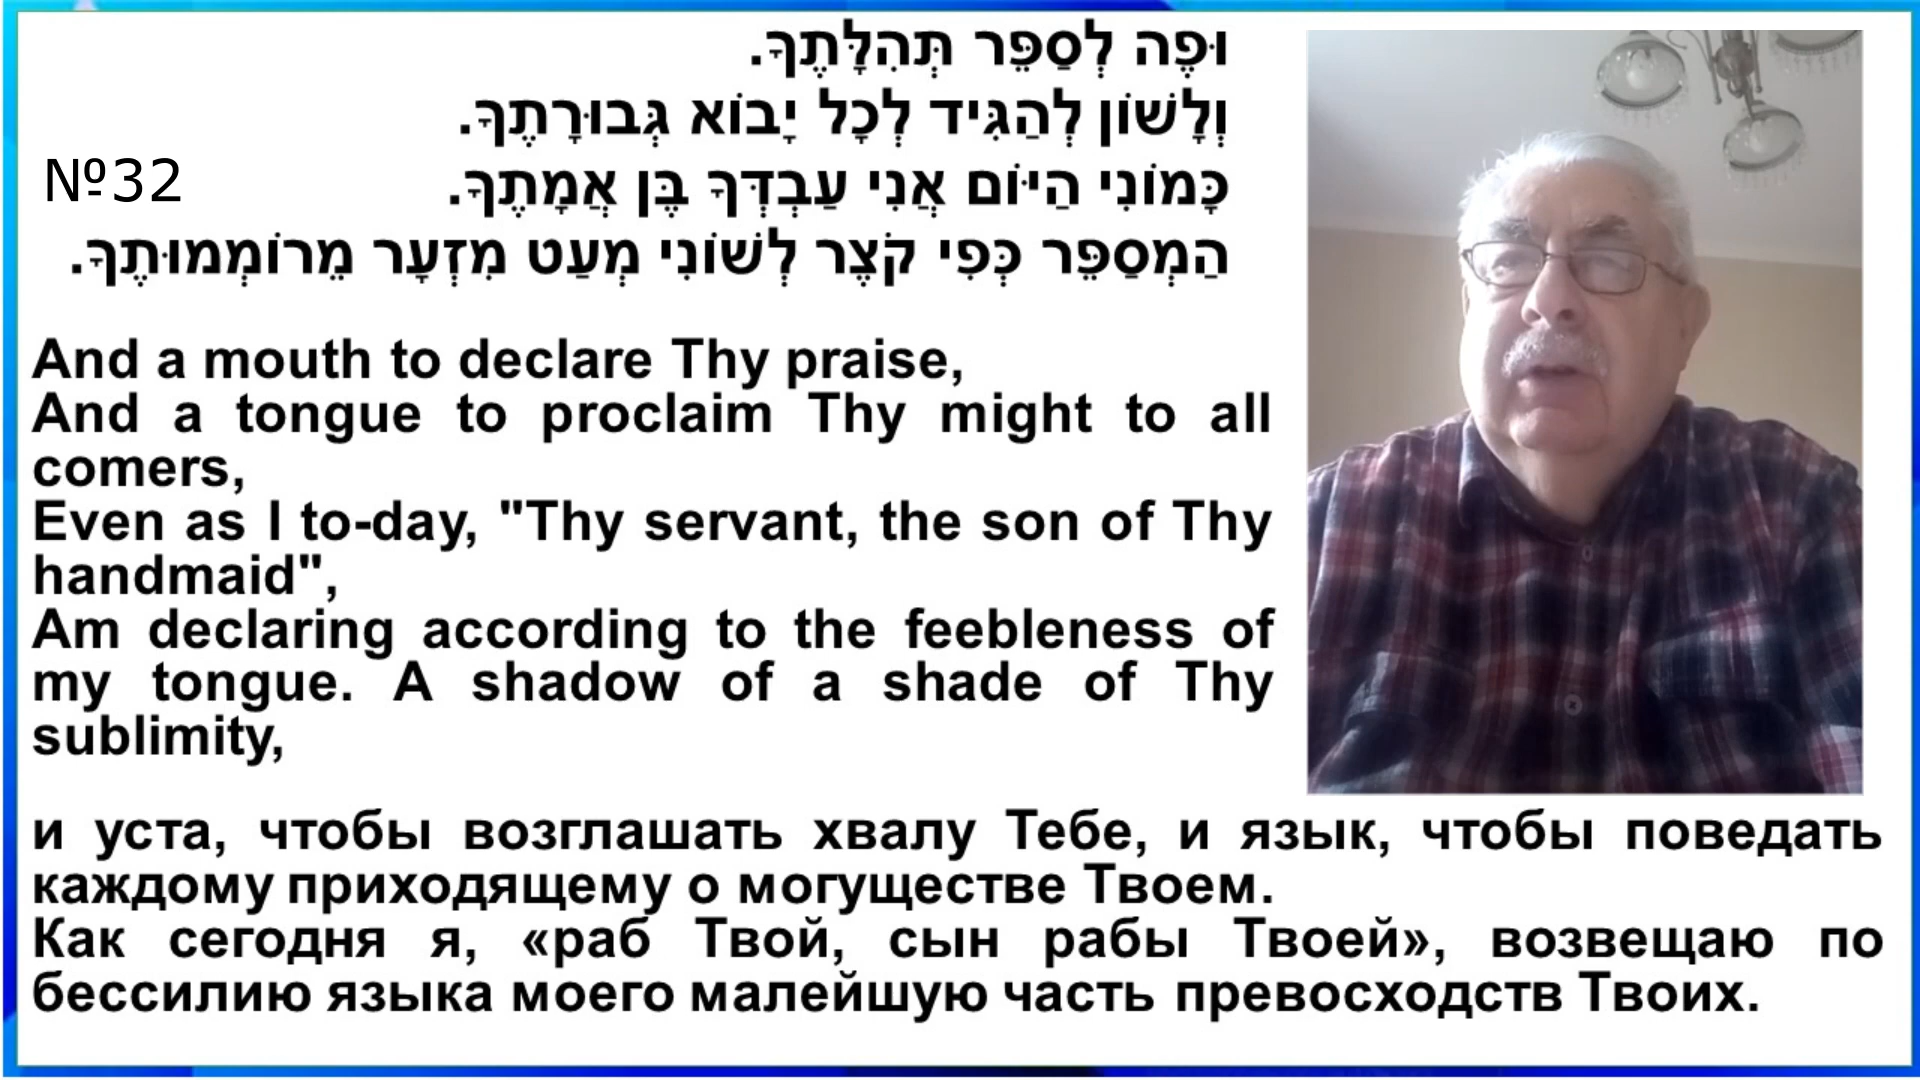 וּפֶה לְסַפֵּר תְּהִלָּתֶךָ.
וְלָשׁוֹן לְהַגִּיד לְכָל יָבוֹא גְּבוּרָתֶךָ.
№32
כָּמוֹנִי הַיּוֹם אֲנִי עַבְדְּךָ בֶּן אֲמָתֶךָ.
הַמְסַפֵּר כְּפִי קֹצֶר לְשׁוֹנִי מְעַט מִזְעָר מֵרוֹמְמוּתֶךָ.
And a mouth to declare Thy praise,
And a tongue to proclaim Thy might to all
comers,
Even as I to-day, "Thy servant, the son of Thy
handmaid",
Am declaring according to the feebleness of
my tongue. A shadow of a shade of Thy
sublimity,
и уста, чтобы возглашать хвалу Тебе, и язык, чтобы поведать
каждому приходящему о могуществе Твоем.
Как сегодня я, «раб Твой, сын рабы Твоей», возвещаю по
бессилию языка моего малейшую часть превосходств Твоих.